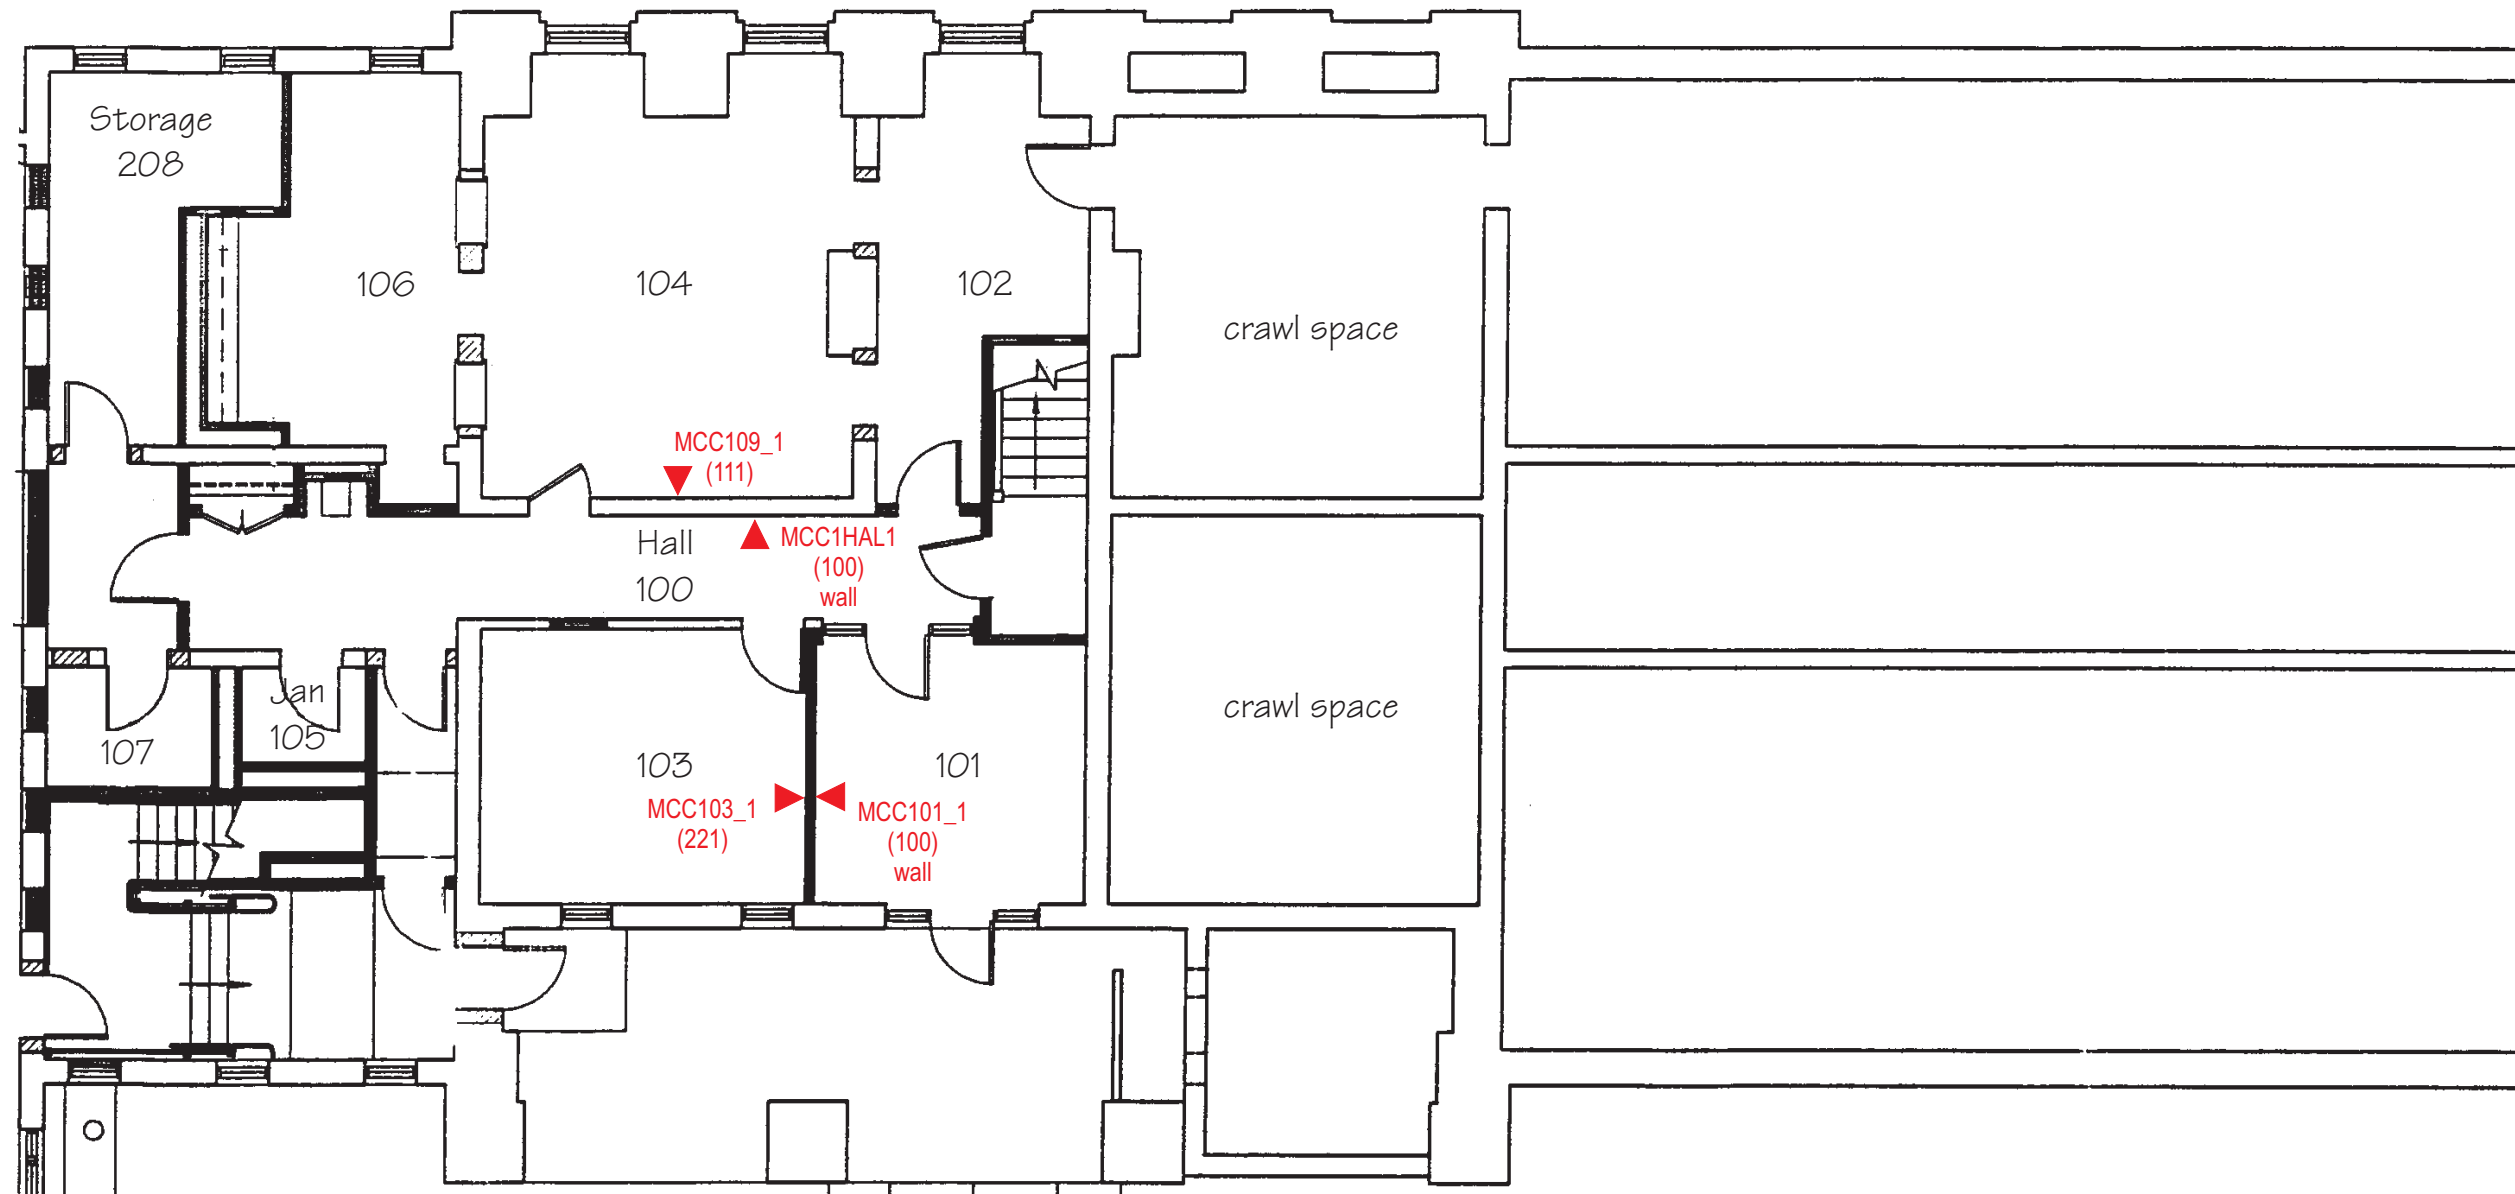 Storage
208
106
104
102
crawl space
MCC109_1
(111)
Hall
100
MCC1HAL1
(100)
wall
Jan
105
107
103
101
crawl space
MCC103_1
(221)
MCC101_1
(100)
wall